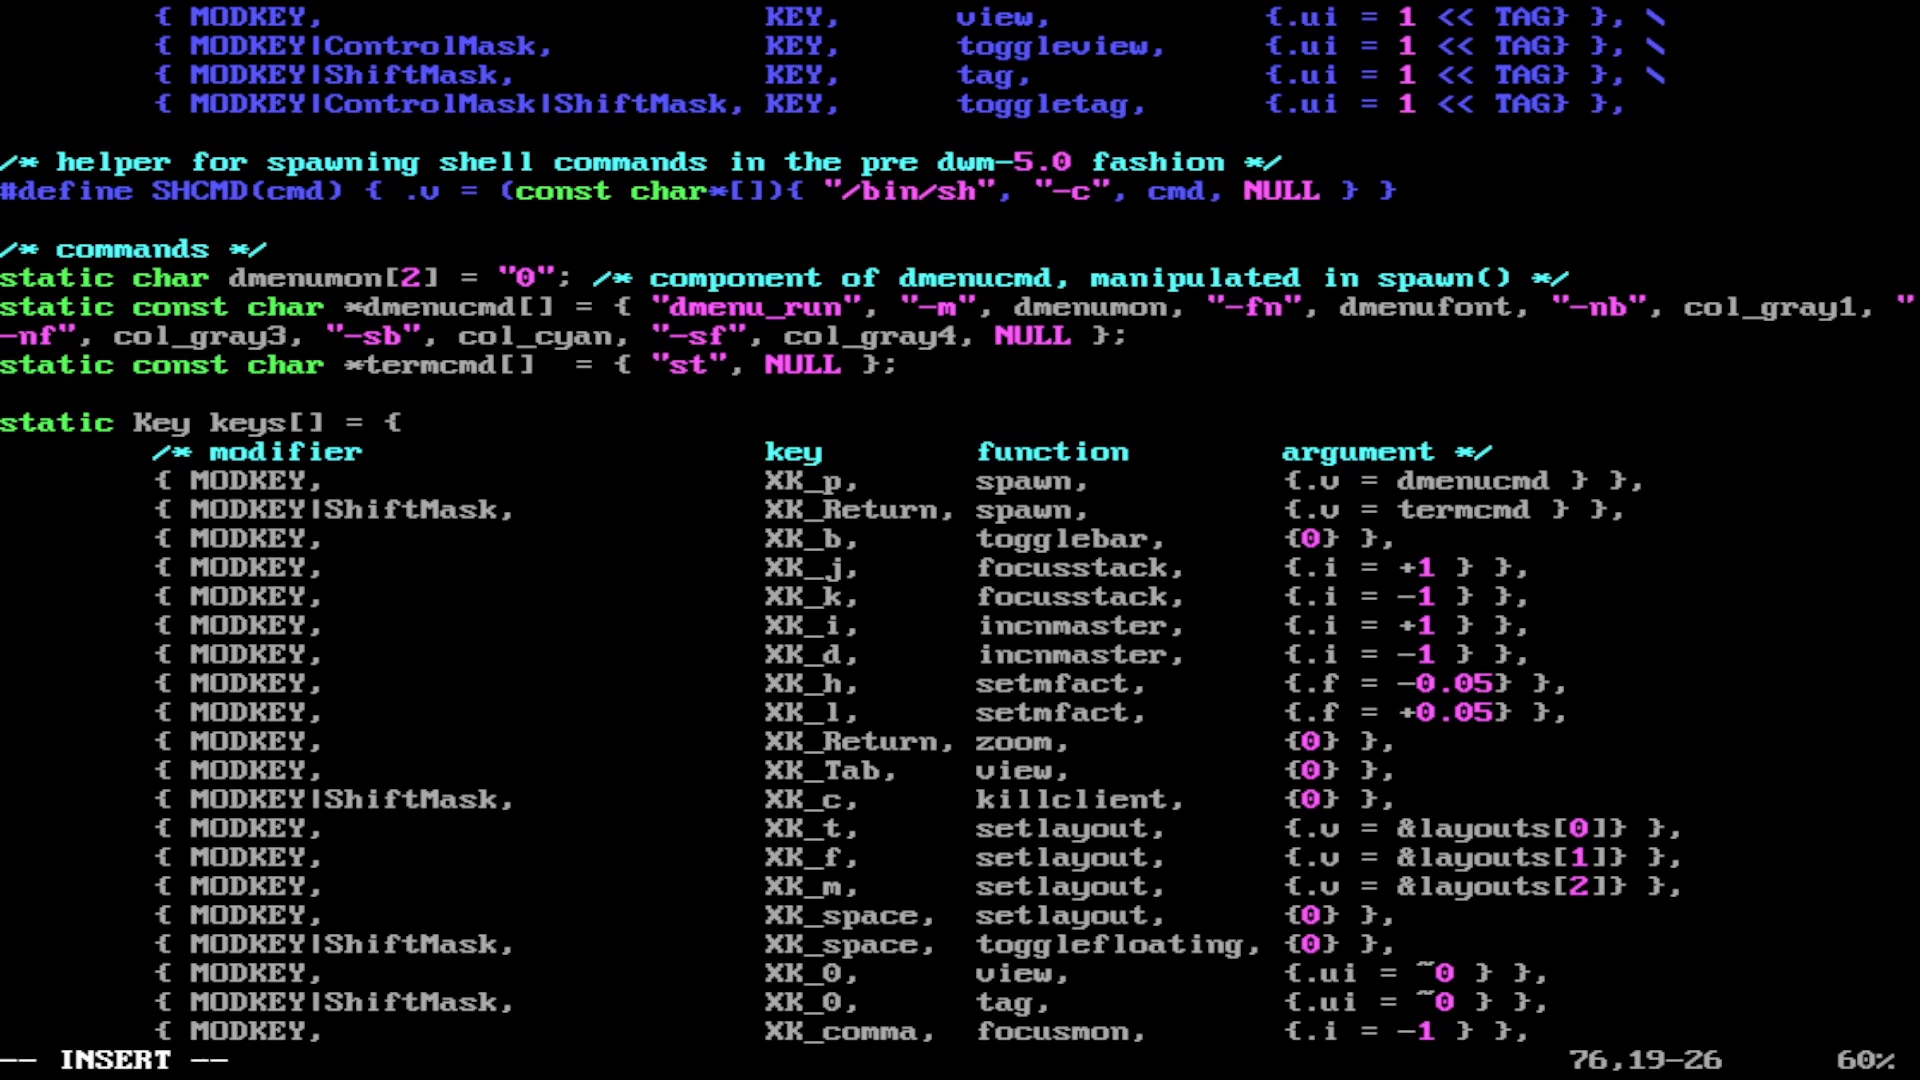 { MODKEY, KEY, view, {.ui = 1 << TAG} }, \
{ MODKEY|ControlMask, KEY, toggleview, {.ui = 1 << TAG} }, \
{ MODKEY|ShiftMask, KEY, tag, {.ui = 1 << TAG} }, \
{ MODKEY|ControlMask|ShiftMask, KEY, toggletag, {.ui = 1 << TAG} },
/* helper for spawning shell commands in the pre dwm-5.0 fashion */
#define SHCMD(cmd) { .v = (const char*[]){ "/bin/sh", "-c", cmd, NULL } }
/* commands */
static char dmenumon[2] = "0"; /* component of dmenucmd, manipulated in spawn() */
static const char *dmenucmd[] = { "dmenu_run", "-m", dmenumon, "-fn", dmenufont, "-nb", col_gray1, "
-nf", col_gray3, "-sb", col_cyan, "-sf", col_gray4, NULL };
static const char *termcmd[]  = { "st", NULL };
static Key keys[] = {
/* modifier key function argument */
{ MODKEY, XK_p, spawn, {.v = dmenucmd } },
{ MODKEY|ShiftMask, XK_Return, spawn, {.v = termcmd } },
{ MODKEY, XK_b, togglebar, {0} },
{ MODKEY, XK_j, focusstack, {.i = +1 } },
{ MODKEY, XK_k, focusstack, {.i = -1 } },
{ MODKEY, XK_i, incnmaster, {.i = +1 } },
{ MODKEY, XK_d, incnmaster, {.i = -1 } },
{ MODKEY, XK_h, setmfact, {.f = -0.05} },
{ MODKEY, XK_l, setmfact, {.f = +0.05} },
{ MODKEY, XK_Return, zoom, {0} },
{ MODKEY, XK_Tab, view, {0} },
{ MODKEY|ShiftMask, XK_c, killclient, {0} },
{ MODKEY, XK_t, setlayout, {.v = &layouts[0]} },
{ MODKEY, XK_f, setlayout, {.v = &layouts[1]} },
{ MODKEY, XK_m, setlayout, {.v = &layouts[2]} },
{ MODKEY, XK_space, setlayout, {0} },
{ MODKEY|ShiftMask, XK_space, togglefloating, {0} },
{ MODKEY, XK_0, view, {.ui = ~0 } },
{ MODKEY|ShiftMask, XK_0, tag, {.ui = ~0 } },
{ MODKEY, XK_comma, focusmon, {.i = -1 } },
-- INSERT -- 76,19-26 60%